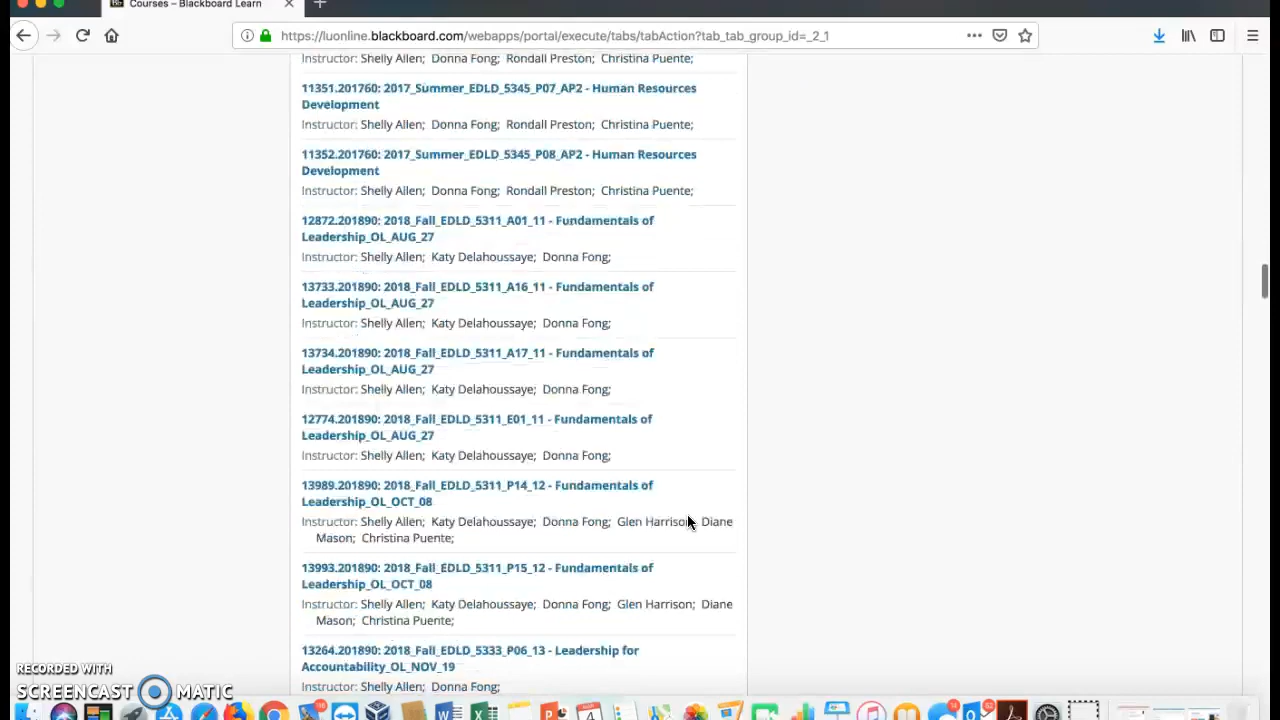 Courses – Blackboard Learn
https://luonline.blackboard.com/webapps/portal/execute/tabs/tabAction?tab_tab_group_id=_2_1
Instructor: Shelly Allen; Donna Fong; Rondall Preston; Christina Puente;
11351.201760: 2017_Summer_EDLD_5345_P07_AP2 - Human Resources
Development
Instructor: Shelly Allen; Donna Fong; Rondall Preston; Christina Puente;
11352.201760: 2017_Summer_EDLD_5345_P08_AP2 - Human Resources
Development
Instructor: Shelly Allen; Donna Fong; Rondall Preston; Christina Puente;
12872.201890: 2018_Fall_EDLD_5311_A01_11 - Fundamentals of
Leadership_OL_AUG_27
Instructor: Shelly Allen; Katy Delahoussaye; Donna Fong;
13733.201890: 2018_Fall_EDLD_5311_A16_11 - Fundamentals of
Leadership_OL_AUG_27
Instructor: Shelly Allen; Katy Delahoussaye; Donna Fong;
13734.201890: 2018_Fall_EDLD_5311_A17_11 - Fundamentals of
Leadership_OL_AUG_27
Instructor: Shelly Allen; Katy Delahoussaye; Donna Fong;
12774.201890: 2018_Fall_EDLD_5311_E01_11 - Fundamentals of
Leadership_OL_AUG_27
Instructor: Shelly Allen; Katy Delahoussaye; Donna Fong;
13989.201890: 2018_Fall_EDLD_5311_P14_12 - Fundamentals of
Leadership_OL_OCT_08
Instructor: Shelly Allen; Katy Delahoussaye; Donna Fong; Glen Harrison; Diane
Mason; Christina Puente;
13993.201890: 2018_Fall_EDLD_5311_P15_12 - Fundamentals of
Leadership_OL_OCT_08
Instructor: Shelly Allen; Katy Delahoussaye; Donna Fong; Glen Harrison; Diane
Mason; Christina Puente;
13264.201890: 2018_Fall_EDLD_5333_P06_13 - Leadership for
Accountability_OL_NOV_19
Instructor: Shelly Allen; Donna Fong;
RECORDED WITH
SCREENCAST MATIC